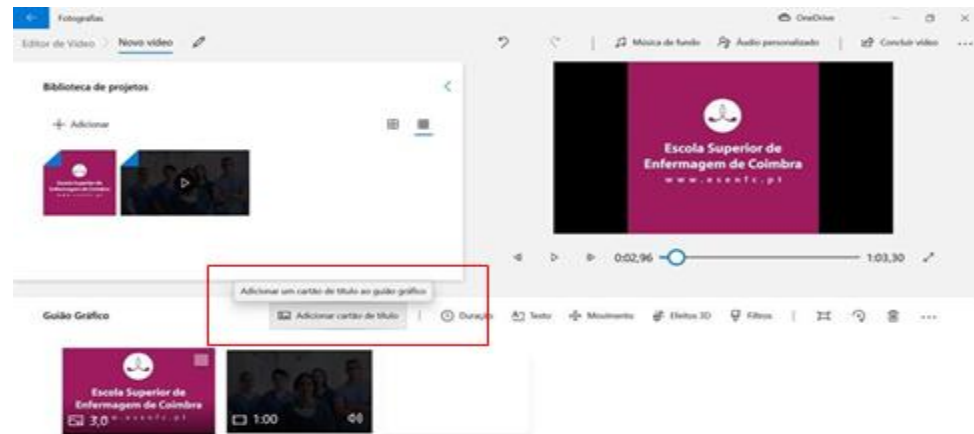 Fotografias
OneDrive
Editor de Vídeo > Novo vídeo
Música de fundo
Áudio personalizado
Concluir vídeo
Biblioteca de projetos
Adicionar
Escola Superior de
Enfermagem de Coimbra
www.esenfc.pt
0:02,96
1:03,30
Adicionar um cartão de título ao guião gráfico
Guião Gráfico
Adicionar cartão de título
Duração
Texto
Movimento
Efeitos 3D
Filtros
Escola Superior de
Enfermagem de Coimbra
3,0
1:00